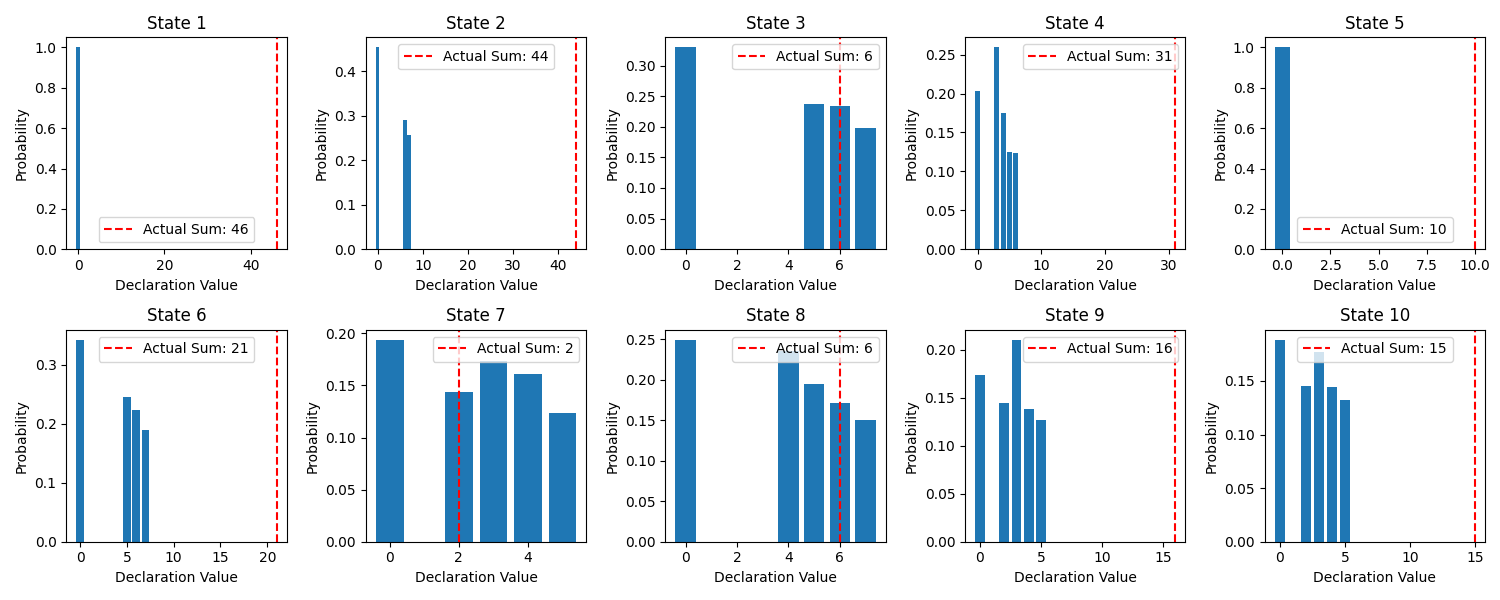 State 1
1.0
0.8
0.6
0.4
0.2
0.0
Probability
Actual Sum: 46
0 20 40
Declaration Value
State 2
0.4
0.3
0.2
0.1
0.0
Probability
Actual Sum: 44
0 10 20 30 40
Declaration Value
State 3
0.30
0.25
0.20
0.15
0.10
0.05
0.00
Probability
Actual Sum: 6
0 2 4 6
Declaration Value
State 4
0.25
0.20
0.15
0.10
0.05
0.00
Probability
Actual Sum: 31
0 10 20 30
Declaration Value
State 5
1.0
0.8
0.6
0.4
0.2
0.0
Probability
Actual Sum: 10
0.0 2.5 5.0 7.5 10.0
Declaration Value
State 6
0.3
0.2
0.1
0.0
Probability
Actual Sum: 21
0 5 10 15 20
Declaration Value
State 7
0.20
0.15
0.10
0.05
0.00
Probability
Actual Sum: 2
0 2 4
Declaration Value
State 8
0.25
0.20
0.15
0.10
0.05
0.00
Probability
Actual Sum: 6
0 2 4 6
Declaration Value
State 9
0.20
0.15
0.10
0.05
0.00
Probability
Actual Sum: 16
0 5 10 15
Declaration Value
State 10
0.15
0.10
0.05
0.00
Probability
Actual Sum: 15
0 5 10 15
Declaration Value